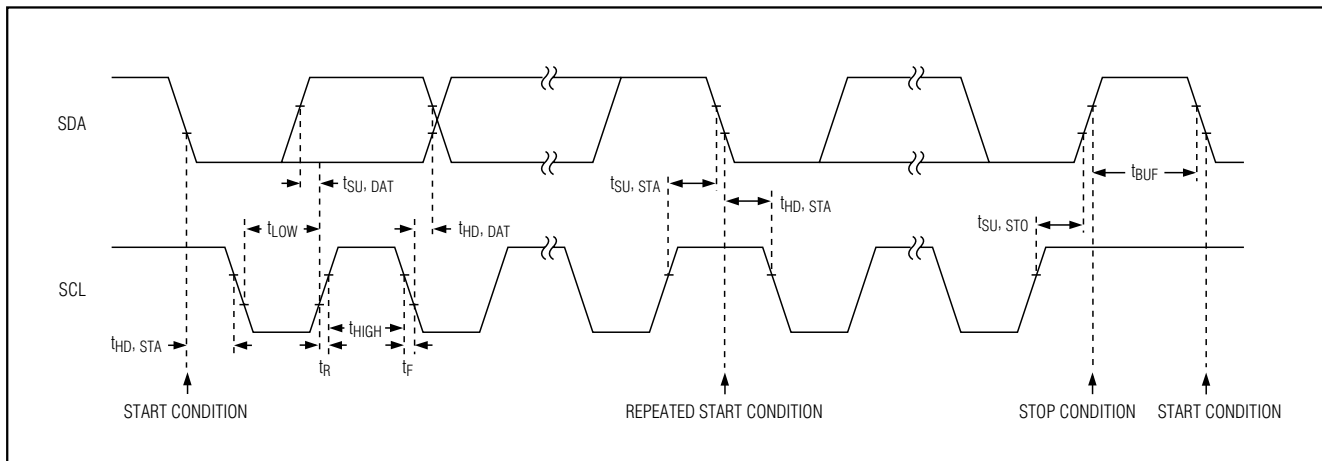 SDA
tSU, DAT
tSU, STA
tHD, STA
tBUF
tLOW
tHD, DAT
tSU, STO
SCL
tHD, STA
tR
tHIGH
tF
START CONDITION
REPEATED START CONDITION
STOP CONDITION
START CONDITION